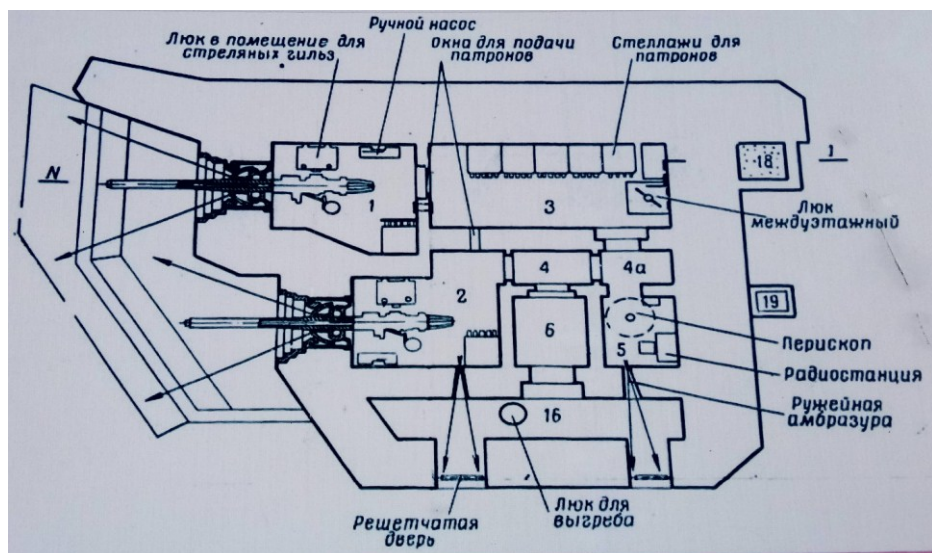 Ручной насос
Люк в помещение для
стреляных гильз
окна для подачи
патронов
Стеллажи для
патронов
N
1
18
1
3
Люк
междуэтажный
2
4
4а
6
19
5
Перископ
Радиостанция
16
Ружейная
амбразура
Решетчатая
дверь
Люк для
выгреба